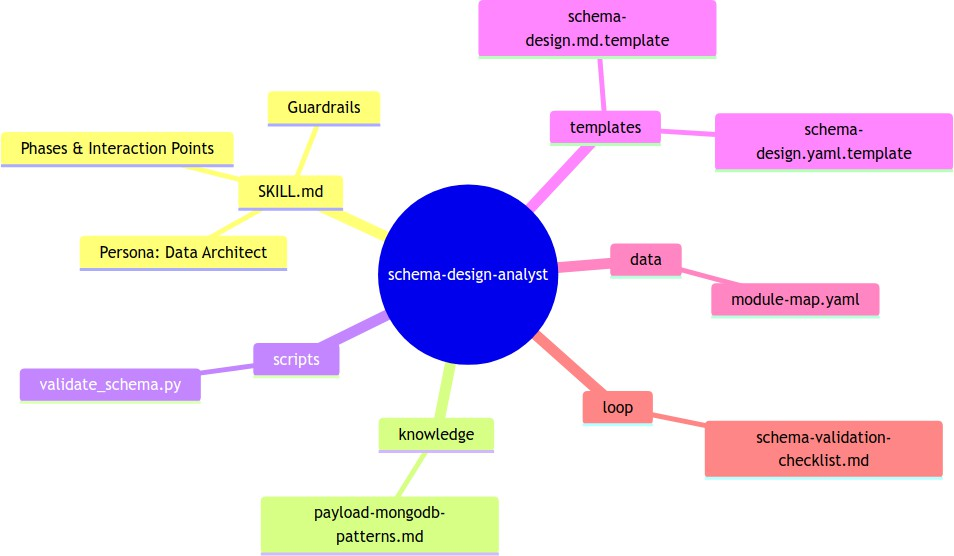 schema-
design.md.template
Guardrails
templates
schema-
design.yaml.template
Phases & Interaction Points
SKILL.md
Persona: Data Architect
schema-design-analyst
data
module-map.yaml
scripts
validate_schema.py
loop
knowledge
schema-validation-
checklist.md
payload-mongodb-
patterns.md